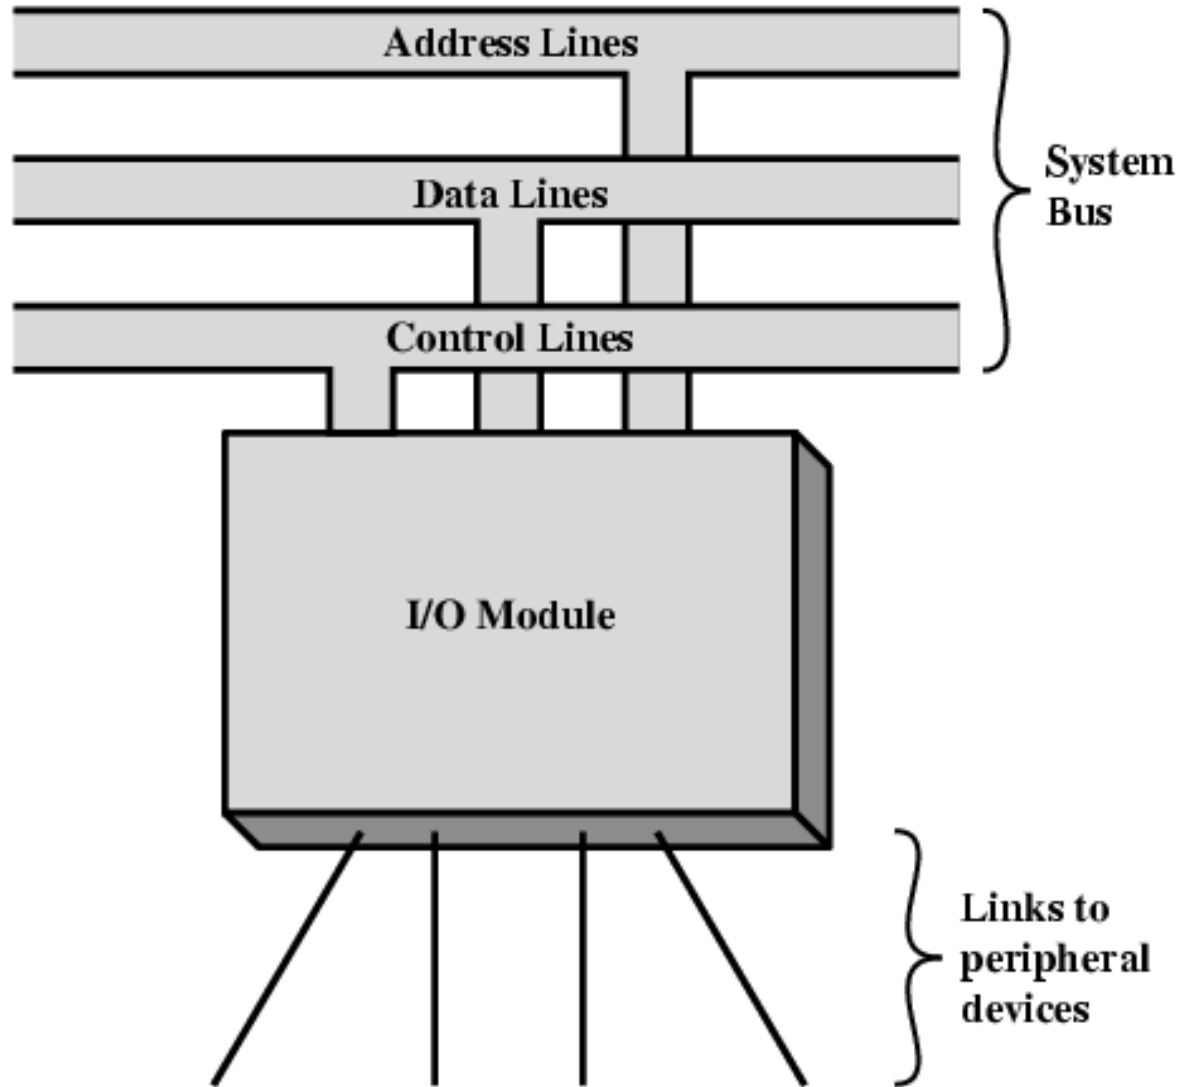 Address Lines
Data Lines
System
Bus
Control Lines
I/O Module
Links to
peripheral
devices